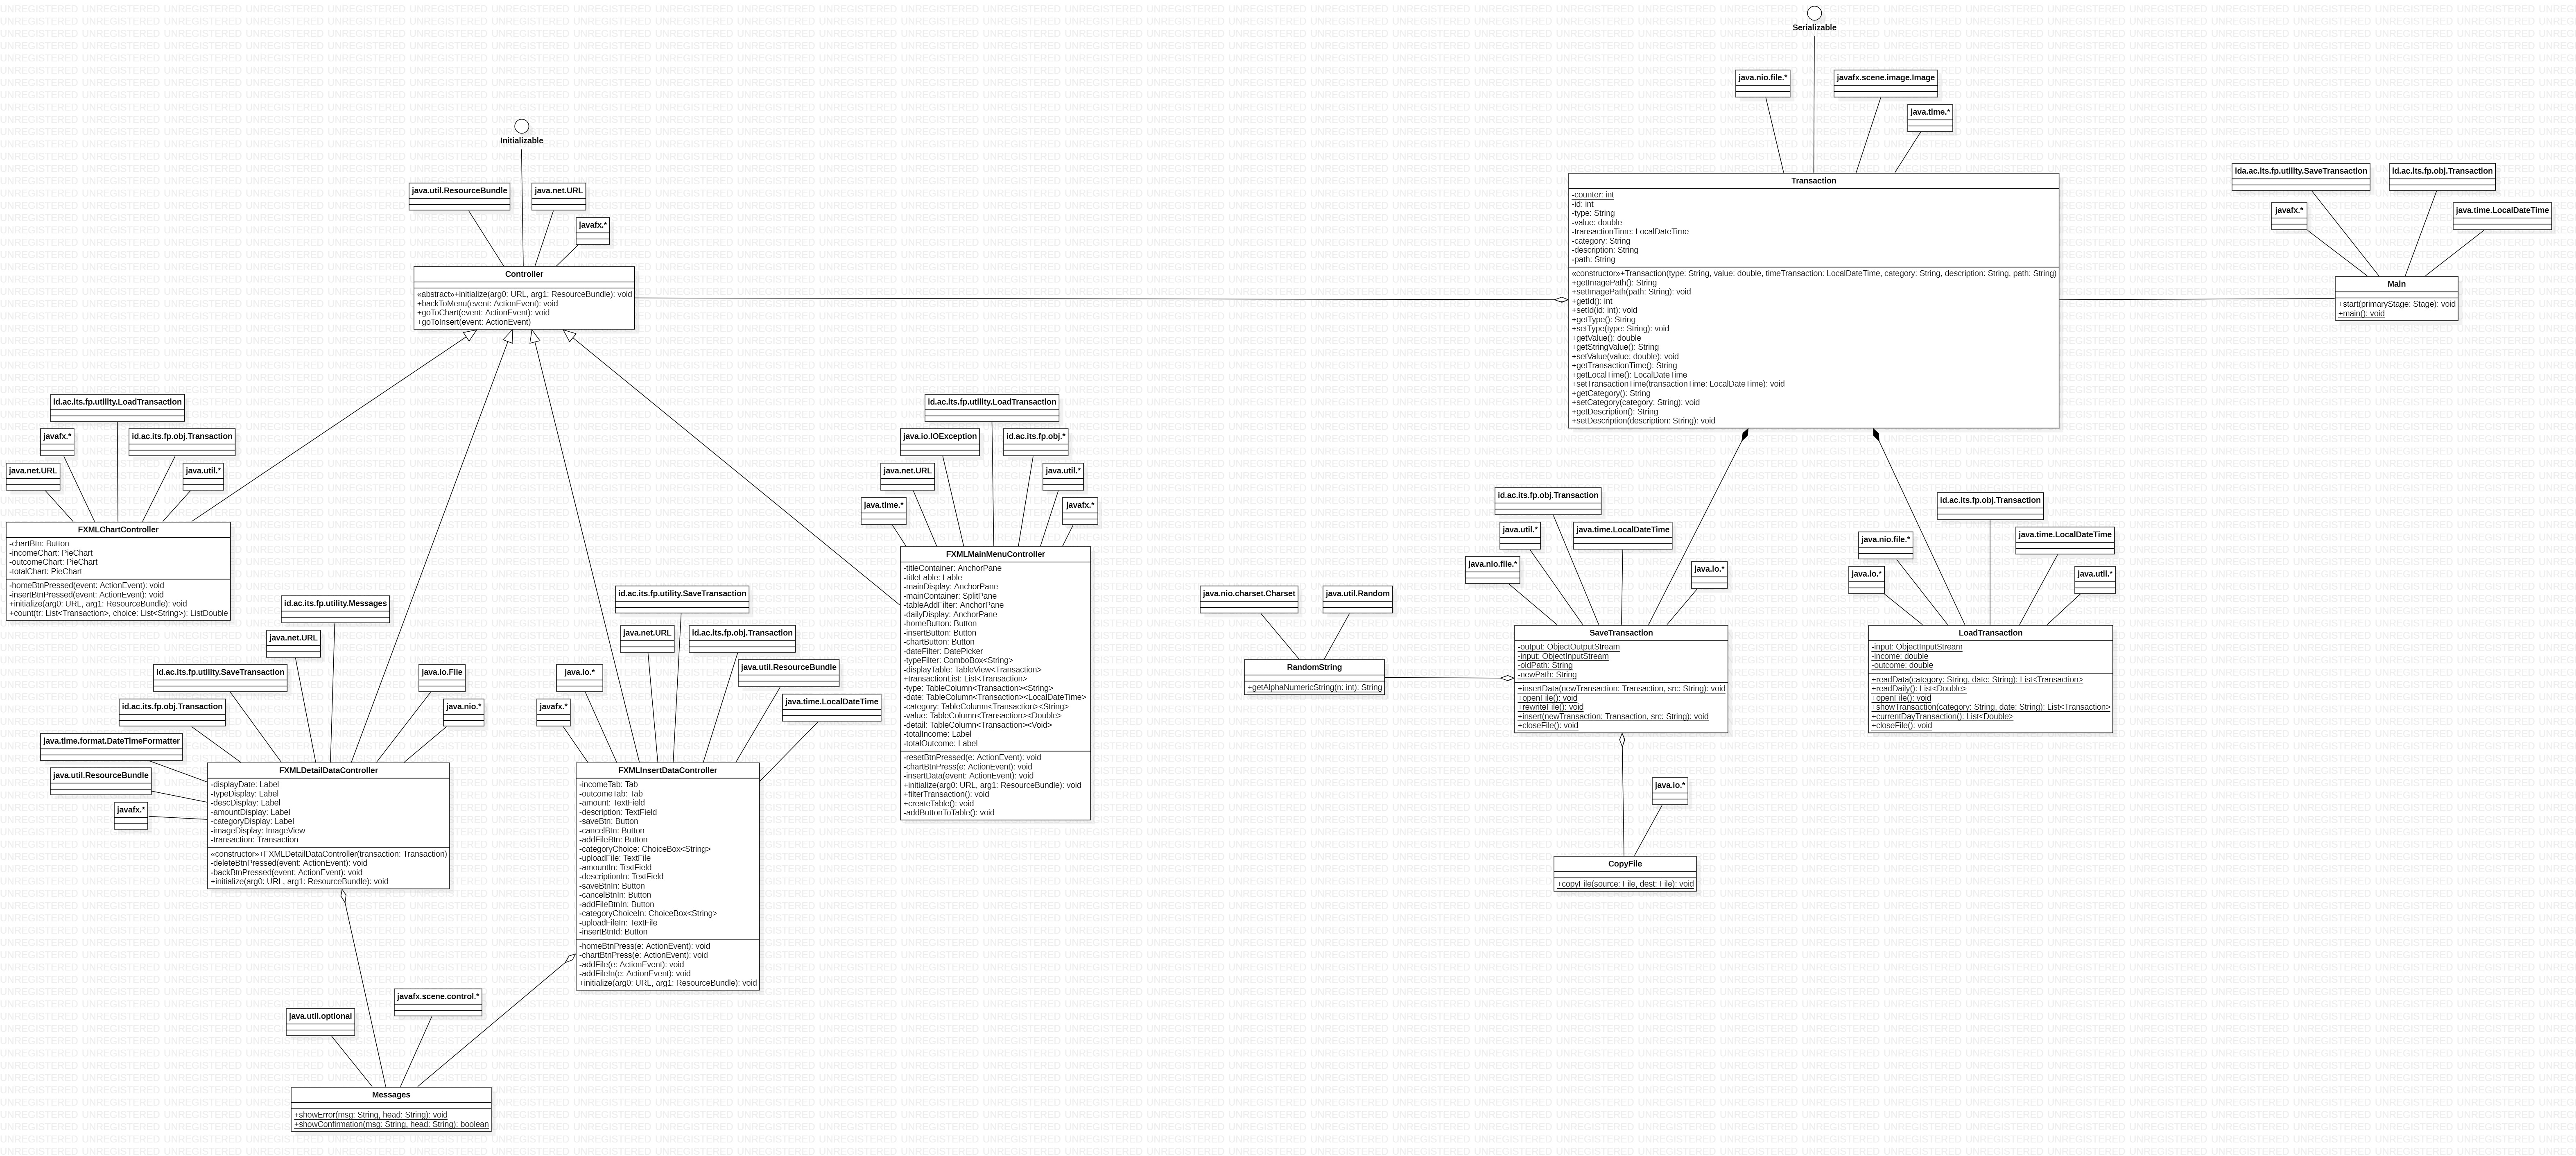 Serializable
java.nio.file.*
javafx.scene.image.Image
java.time.*
Initializable
java.util.ResourceBundle
java.net.URL
javafx.*
Controller
«abstract»+initialize(arg0: URL, arg1: ResourceBundle): void
+backToMenu(event: ActionEvent): void
+goToChart(event: ActionEvent): void
+goToInsert(event: ActionEvent)
Transaction
-counter: int
-id: int
-type: String
-value: double
-transactionTime: LocalDateTime
-category: String
-description: String
-path: String
«constructor»+Transaction(type: String, value: double, timeTransaction: LocalDateTime, category: String, description: String, path: String)
+getImagePath(): String
+setImagePath(path: String): void
+getId(): int
+setId(id: int): void
+getType(): String
+setType(type: String): void
+getValue(): double
+getStringValue(): String
+setValue(value: double): void
+getTransactionTime(): String
+getLocalTime(): LocalDateTime
+setTransactionTime(transactionTime: LocalDateTime): void
+getCategory(): String
+setCategory(category: String): void
+getDescription(): String
+setDescription(description: String): void
ida.ac.its.fp.utility.SaveTransaction
id.ac.its.fp.obj.Transaction
javafx.*
java.time.LocalDateTime
Main
+start(primaryStage: Stage): void
+main(): void
id.ac.its.fp.utility.LoadTransaction
javafx.*
id.ac.its.fp.obj.Transaction
java.net.URL
java.util.*
FXMLChartController
-chartBtn: Button
-incomeChart: PieChart
-outcomeChart: PieChart
-totalChart: PieChart
-homeBtnPressed(event: ActionEvent): void
-insertBtnPressed(event: ActionEvent): void
+initialize(arg0: URL, arg1: ResourceBundle): void
+count(tr: List<Transaction>, choice: List<String>): ListDouble
id.ac.its.fp.utility.LoadTransaction
java.io.IOException
id.ac.its.fp.obj.*
java.net.URL
java.util.*
java.time.*
javafx.*
FXMLMainMenuController
-titleContainer: AnchorPane
-titleLable: Lable
-mainDisplay: AnchorPane
-mainContainer: SplitPane
-tableAddFilter: AnchorPane
-dailyDisplay: AnchorPane
-homeButton: Button
-insertButton: Button
-chartButton: Button
-dateFilter: DatePicker
-typeFilter: ComboBox<String>
-displayTable: TableView<Transaction>
+transactionList: List<Transaction>
-type: TableColumn<Transaction><String>
-date: TableColumn<Transaction><LocalDateTime>
-category: TableColumn<Transaction><String>
-value: TableColumn<Transaction><Double>
-detail: TableColumn<Transaction><Void>
-totalIncome: Label
-totalOutcome: Label
-resetBtnPressed(e: ActionEvent): void
-chartBtnPress(e: ActionEvent): void
-insertData(event: ActionEvent): void
+initialize(arg0: URL, arg1: ResourceBundle): void
+filterTransaction(): void
+createTable(): void
-addButtonToTable(): void
id.ac.its.fp.utility.Messages
java.net.URL
id.ac.its.fp.utility.SaveTransaction
java.io.File
id.ac.its.fp.obj.Transaction
java.nio.*
java.time.format.DateTimeFormatter
java.util.ResourceBundle
javafx.*
FXMLDetailDataController
-displayDate: Label
-typeDisplay: Label
-descDisplay: Label
-amountDisplay: Label
-categoryDisplay: Label
-imageDisplay: ImageView
-transaction: Transaction
«constructor»+FXMLDetailDataController(transaction: Transaction)
-deleteBtnPressed(event: ActionEvent): void
-backBtnPressed(event: ActionEvent): void
+initialize(arg0: URL, arg1: ResourceBundle): void
id.ac.its.fp.utility.SaveTransaction
java.net.URL
id.ac.its.fp.obj.Transaction
java.io.*
java.util.ResourceBundle
javafx.*
java.time.LocalDateTime
FXMLInsertDataController
-incomeTab: Tab
-outcomeTab: Tab
-amount: TextField
-description: TextField
-saveBtn: Button
-cancelBtn: Button
-addFileBtn: Button
-categoryChoice: ChoiceBox<String>
-uploadFile: TextFile
-amountIn: TextField
-descriptionIn: TextField
-saveBtnIn: Button
-cancelBtnIn: Button
-addFileBtnIn: Button
-categoryChoiceIn: ChoiceBox<String>
-uploadFileIn: TextFile
-insertBtnId: Button
-homeBtnPress(e: ActionEvent): void
-chartBtnPress(e: ActionEvent): void
-addFile(e: ActionEvent): void
-addFileIn(e: ActionEvent): void
+initialize(arg0: URL, arg1: ResourceBundle): void
java.util.optional
javafx.scene.control.*
Messages
+showError(msg: String, head: String): void
+showConfirmation(msg: String, head: String): boolean
java.nio.charset.Charset
java.util.Random
RandomString
+getAlphaNumericString(n: int): String
id.ac.its.fp.obj.Transaction
java.util.*
java.time.LocalDateTime
java.nio.file.*
java.io.*
SaveTransaction
-output: ObjectOutputStream
-input: ObjectInputStream
-oldPath: String
-newPath: String
+insertData(newTransaction: Transaction, src: String): void
+openFile(): void
+rewriteFile(): void
+insert(newTransaction: Transaction, src: String): void
+closeFile(): void
id.ac.its.fp.obj.Transaction
java.nio.file.*
java.time.LocalDateTime
java.io.*
java.util.*
LoadTransaction
-input: ObjectInputStream
-income: double
-outcome: double
+readData(category: String, date: String): List<Transaction>
+readDaily(): List<Double>
+openFile(): void
+showTransaction(category: String, date: String): List<Transaction>
+currentDayTransaction(): List<Double>
+closeFile(): void
java.io.*
CopyFile
+copyFile(source: File, dest: File): void